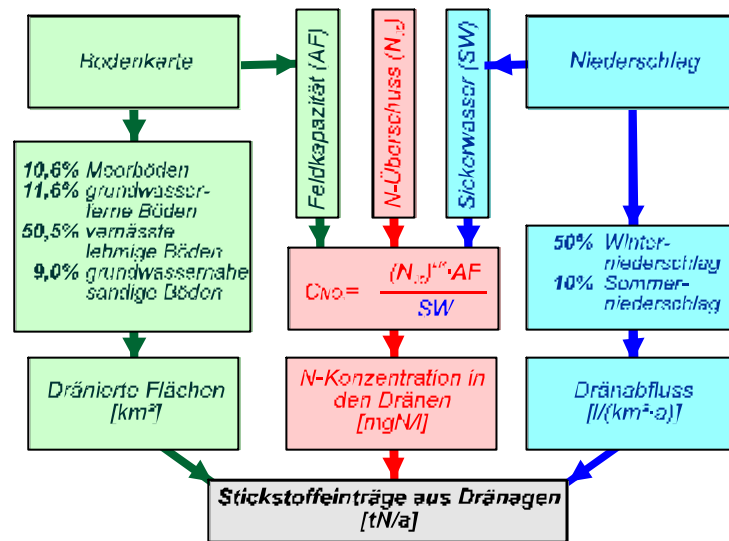 Bodenkarte
Feldkapazität (AF)
N-Überschuss
Sickerwasser (SW)
Niederschlag
10,6% Moorböden
11,6% grundwasser-
ferne Böden
50,5% vernässte
lehmige Böden
9,0% grundwassernahe
sandige Böden
AF
SW
50% Winter-
niederschlag
10% Sommer-
niederschlag
Dränierte Flächen
[km²]
N-Konzentration in
den Dränen
[mgN/l]
Dränabfluss
[l/(km²·a)]
Stickstoffeinträge aus Dränagen
[tN/a]